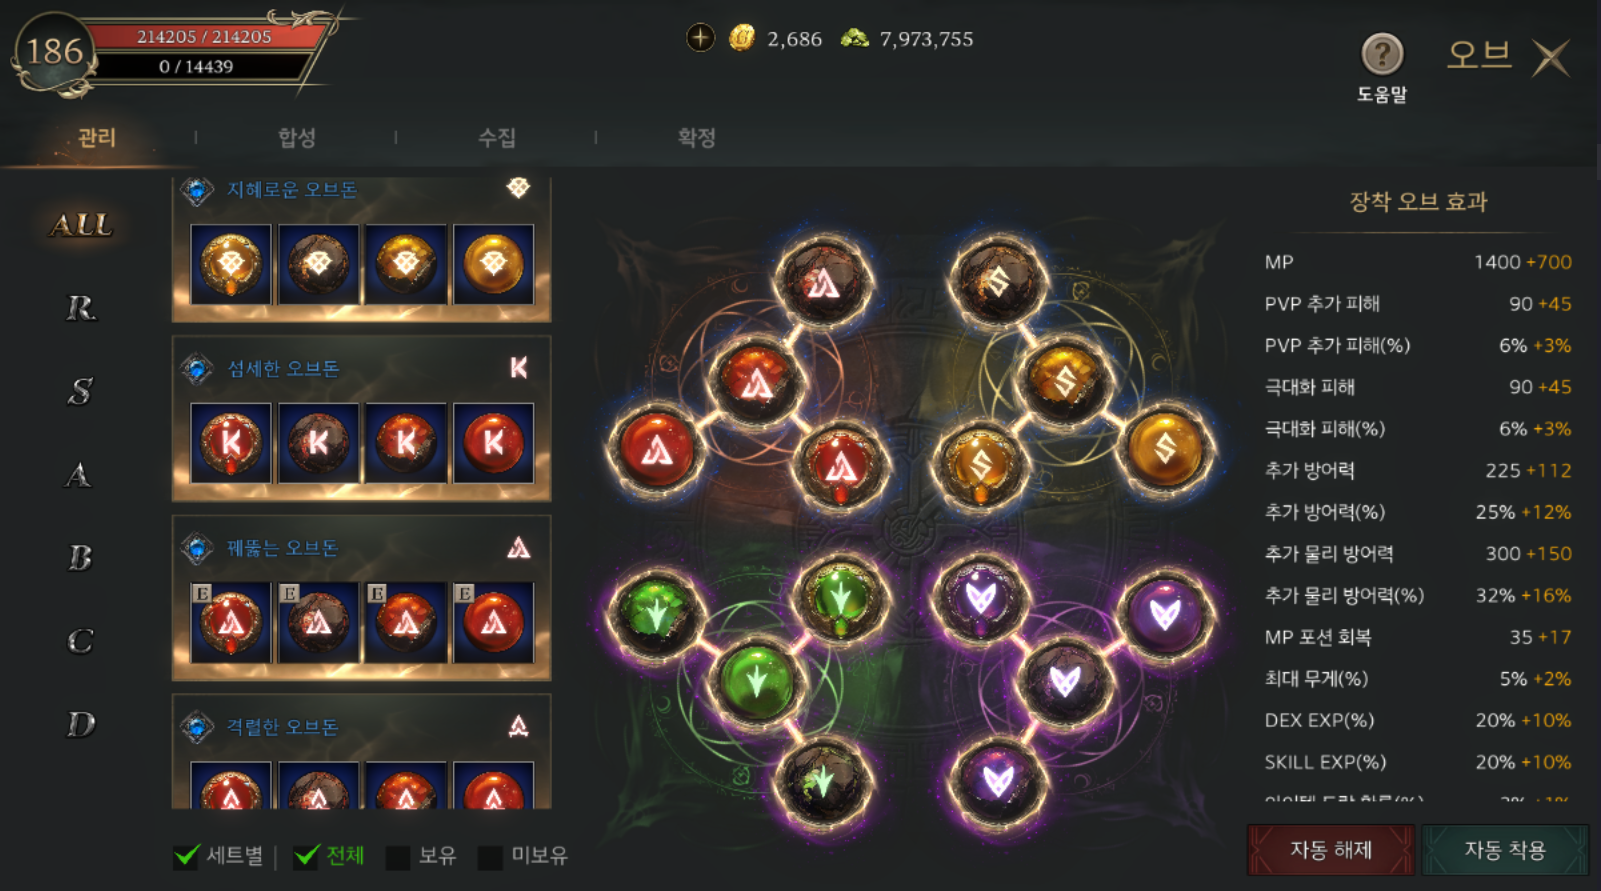 186
214205 / 214205
0 / 14439
2,686
7,973,755
도움말
오브
관리
합성
수집
확정
ALL
R
S
A
B
C
D
지혜로운 오브돈
섬세한 오브돈
꿰뚫는 오브돈
E E E E
격렬한 오브돈
세트별
전체
보유
미보유
장착 오브 효과
MP 1400 +700
PVP 추가 피해 90 +45
PVP 추가 피해(%) 6% +3%
극대화 피해 90 +45
극대화 피해(%) 6% +3%
추가 방어력 225 +112
추가 방어력(%) 25% +12%
추가 물리 방어력 300 +150
추가 물리 방어력(%) 32% +16%
MP 포션 회복 35 +17
최대 무게(%) 5% +2%
DEX EXP(%) 20% +10%
SKILL EXP(%) 20% +10%
자동 해제
자동 착용